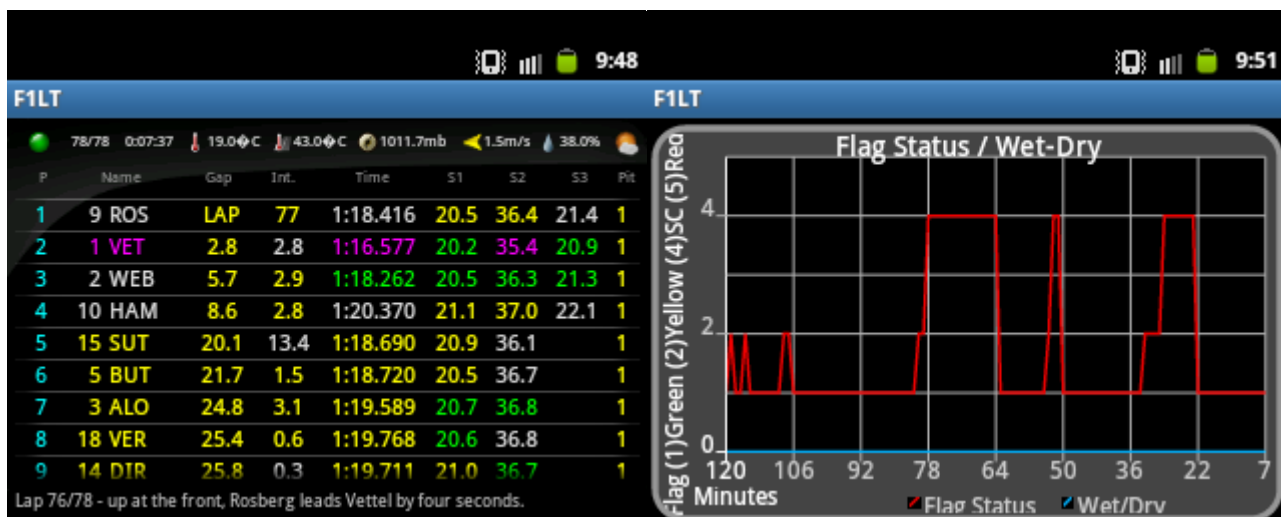 9:48
F1LT
78/78 0:07:37 19.0�C 43.0�C 1011.7mb 1.5m/s 38.0%
P Name Gap Int. Time S1 S2 S3 Pit
1 9 ROS LAP 77 1:18.416 20.5 36.4 21.4 1
2 1 VET 2.8 2.8 1:16.577 20.2 35.4 20.9 1
3 2 WEB 5.7 2.9 1:18.262 20.5 36.3 21.3 1
4 10 HAM 8.6 2.8 1:20.370 21.1 37.0 22.1 1
5 15 SUT 20.1 13.4 1:18.690 20.9 36.1 1
6 5 BUT 21.7 1.5 1:18.720 20.5 36.7 1
7 3 ALO 24.8 3.1 1:19.589 20.7 36.8 1
8 18 VER 25.4 0.6 1:19.768 20.6 36.8 1
9 14 DIR 25.8 0.3 1:19.711 21.0 36.7 1
Lap 76/78 - up at the front, Rosberg leads Vettel by four seconds.
9:51
F1LT
Flag Status / Wet-Dry
Flag (1)Green (2)Yellow (4)SC (5)Red
4
2
0
120 106 92 78 64 50 36 22 7
Minutes
Flag Status Wet/Dry